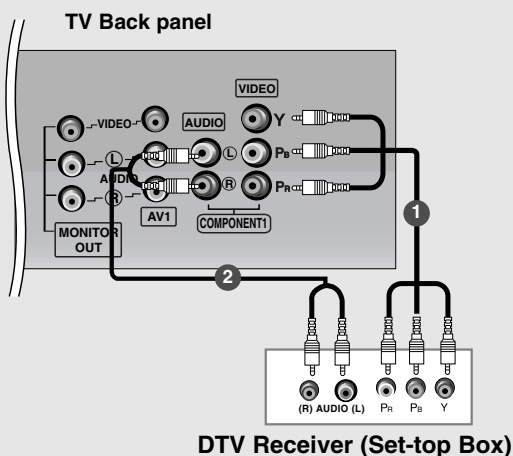 TV Back panel
VIDEO
VIDEO
AUDIO
Y
L
L
PB
AUDIO
R
R
PR
AV1
COMPONENT1
MONITOR
OUT
1
2
(R) AUDIO (L)
PR
PB
Y
DTV Receiver (Set-top Box)